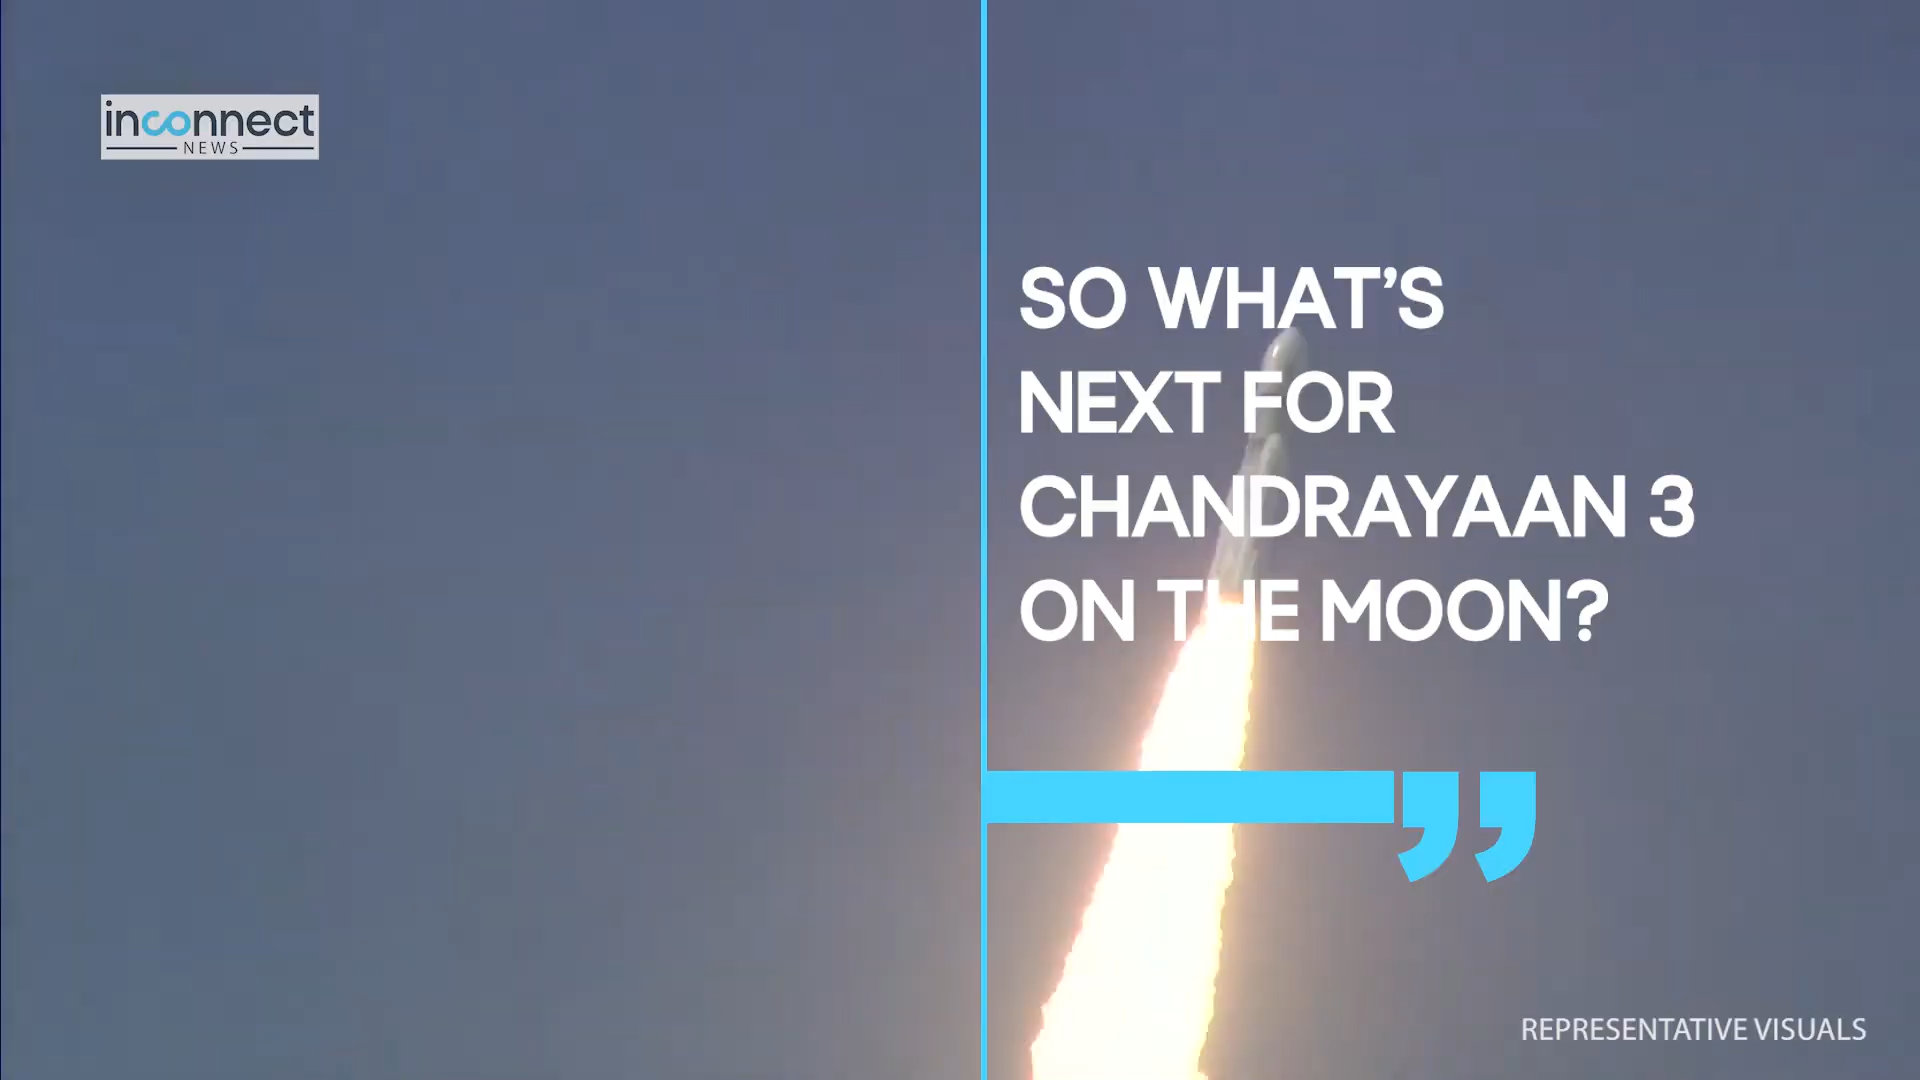 inconnect
NEWS
SO WHAT’S
NEXT FOR
CHANDRAYAAN 3
ON THE MOON?
REPRESENTATIVE VISUALS